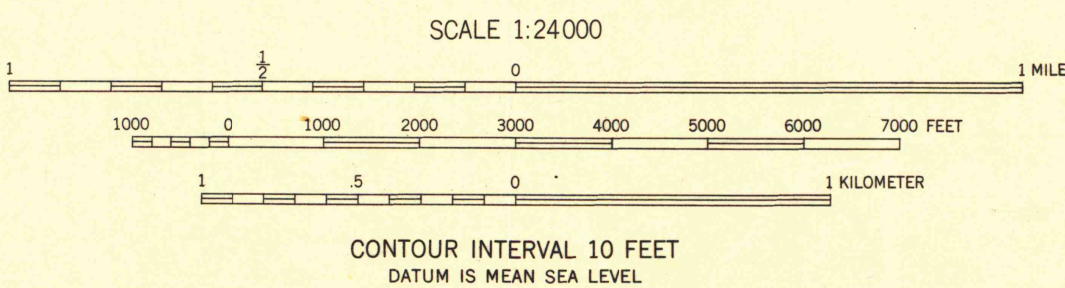 SCALE 1:24000
1 1/2 0 1 MILE
1000 0 1000 2000 3000 4000 5000 6000 7000 FEET
1 .5 0 1 KILOMETER
CONTOUR INTERVAL 10 FEET
DATUM IS MEAN SEA LEVEL